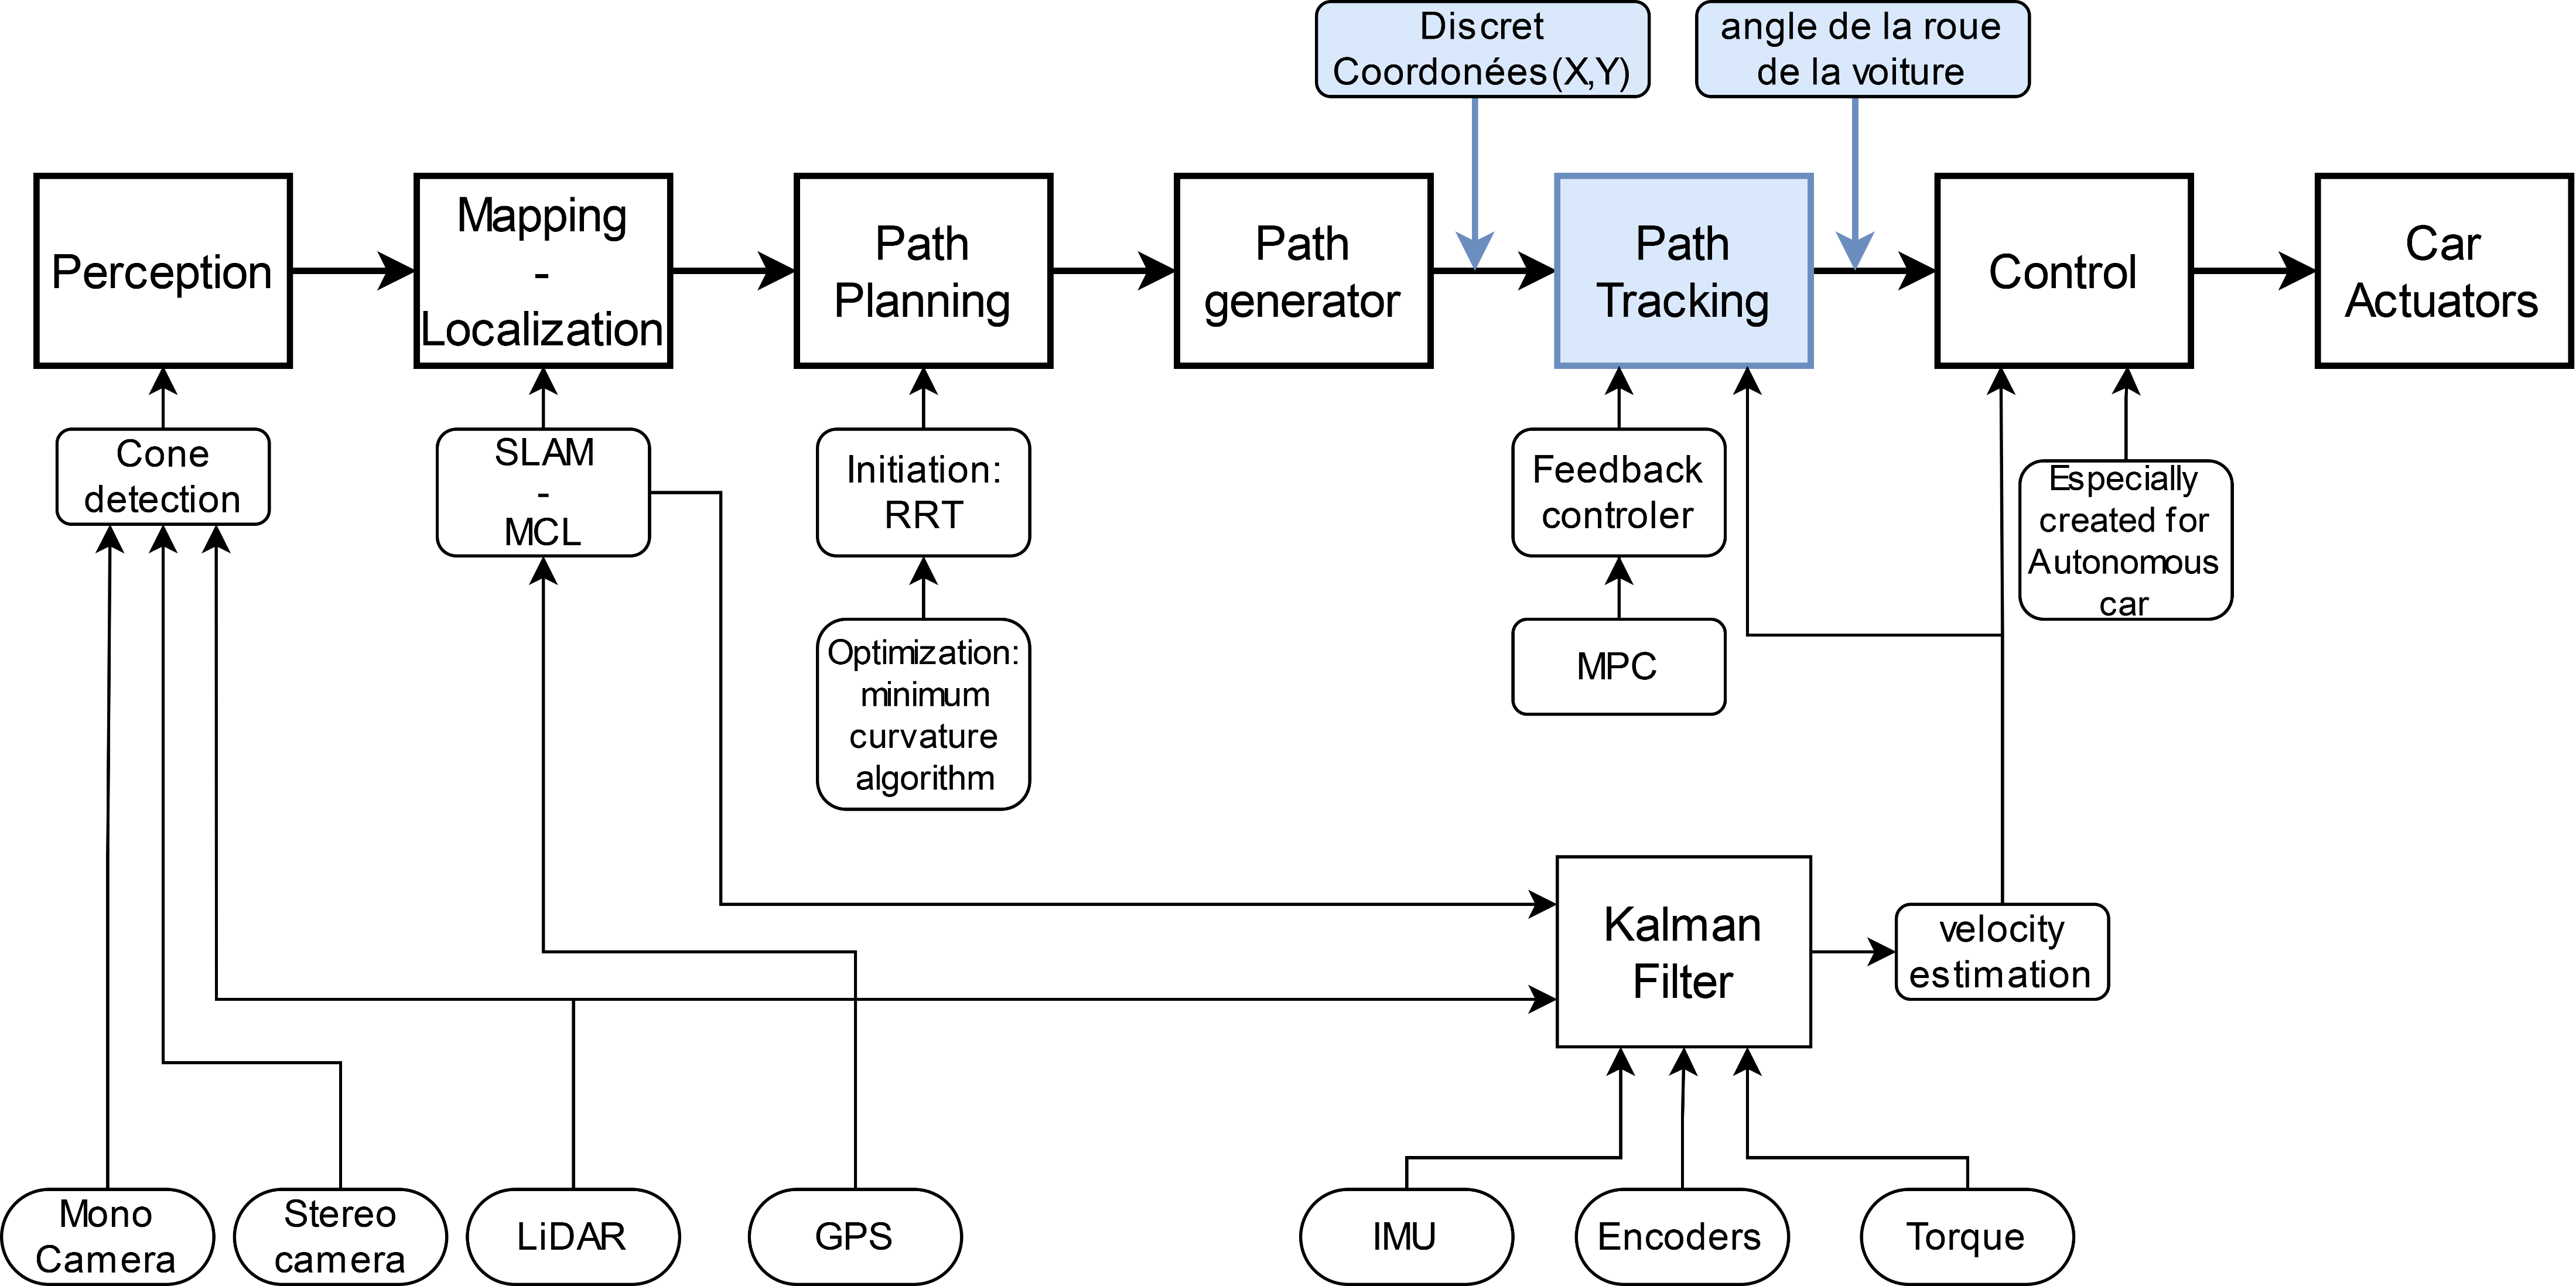 Discret
Coordonées(X,Y)
angle de la roue
de la voiture
Perception
Mapping
-
Localization
Path
Planning
Path
generator
Path
Tracking
Control
Car
Actuators
Cone
detection
SLAM
-
MCL
Initiation:
RRT
Feedback
controler
Especially
created for
Autonomous
car
Optimization:
minimum
curvature
algorithm
MPC
Kalman
Filter
velocity
estimation
Mono
Camera
Stereo
camera
LiDAR
GPS
IMU
Encoders
Torque